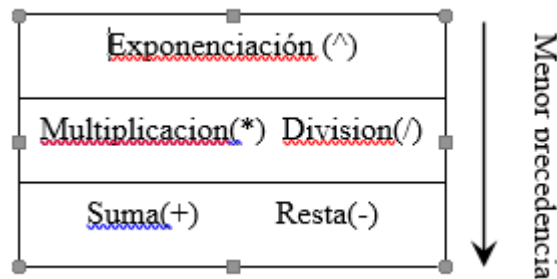 Exponenciación (^)
Multiplicacion(*) Division(/)
Suma(+) Resta(-)
Menor precedencia